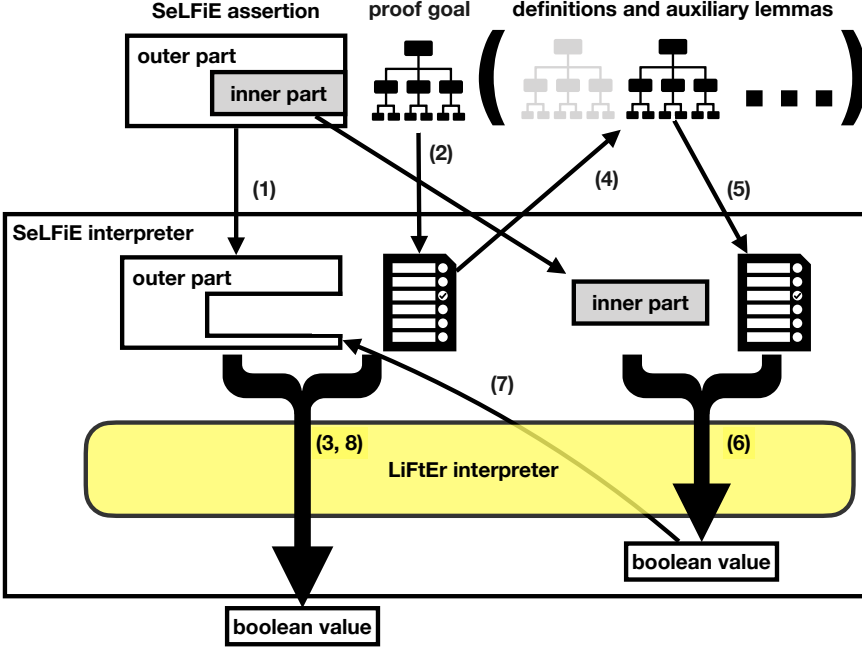 SeLFiE assertion
proof goal
definitions and auxiliary lemmas
outer part
inner part
(1)
(2)
(4)
(5)
SeLFiE interpreter
outer part
inner part
(7)
(3, 8)
(6)
LiFtEr interpreter
boolean value
boolean value